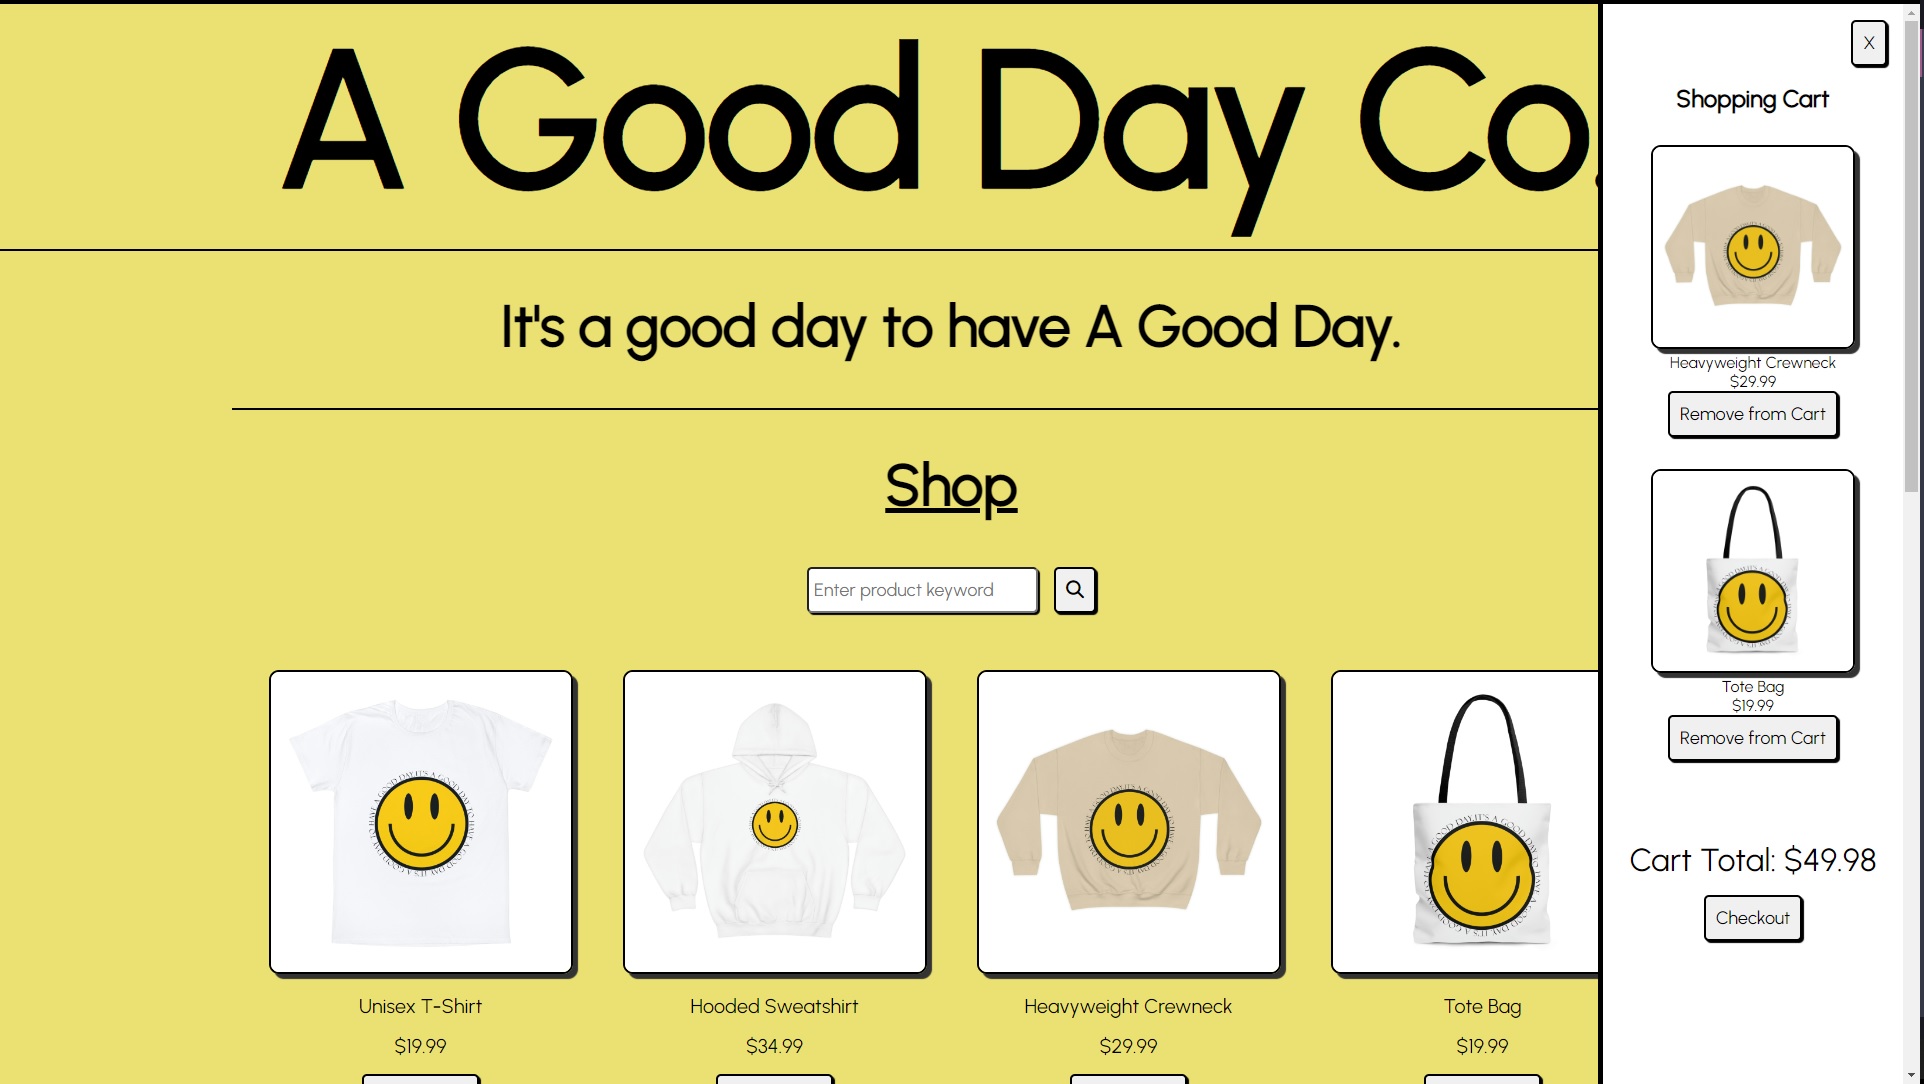 A Good Day Co.
It's a good day to have A Good Day.
Shop
Enter product keyword
Unisex T-Shirt
$19.99
Hooded Sweatshirt
$34.99
Heavyweight Crewneck
$29.99
Tote Bag
$19.99
X
Shopping Cart
Heavyweight Crewneck
$29.99
Remove from Cart
Tote Bag
$19.99
Remove from Cart
Cart Total: $49.98
Checkout